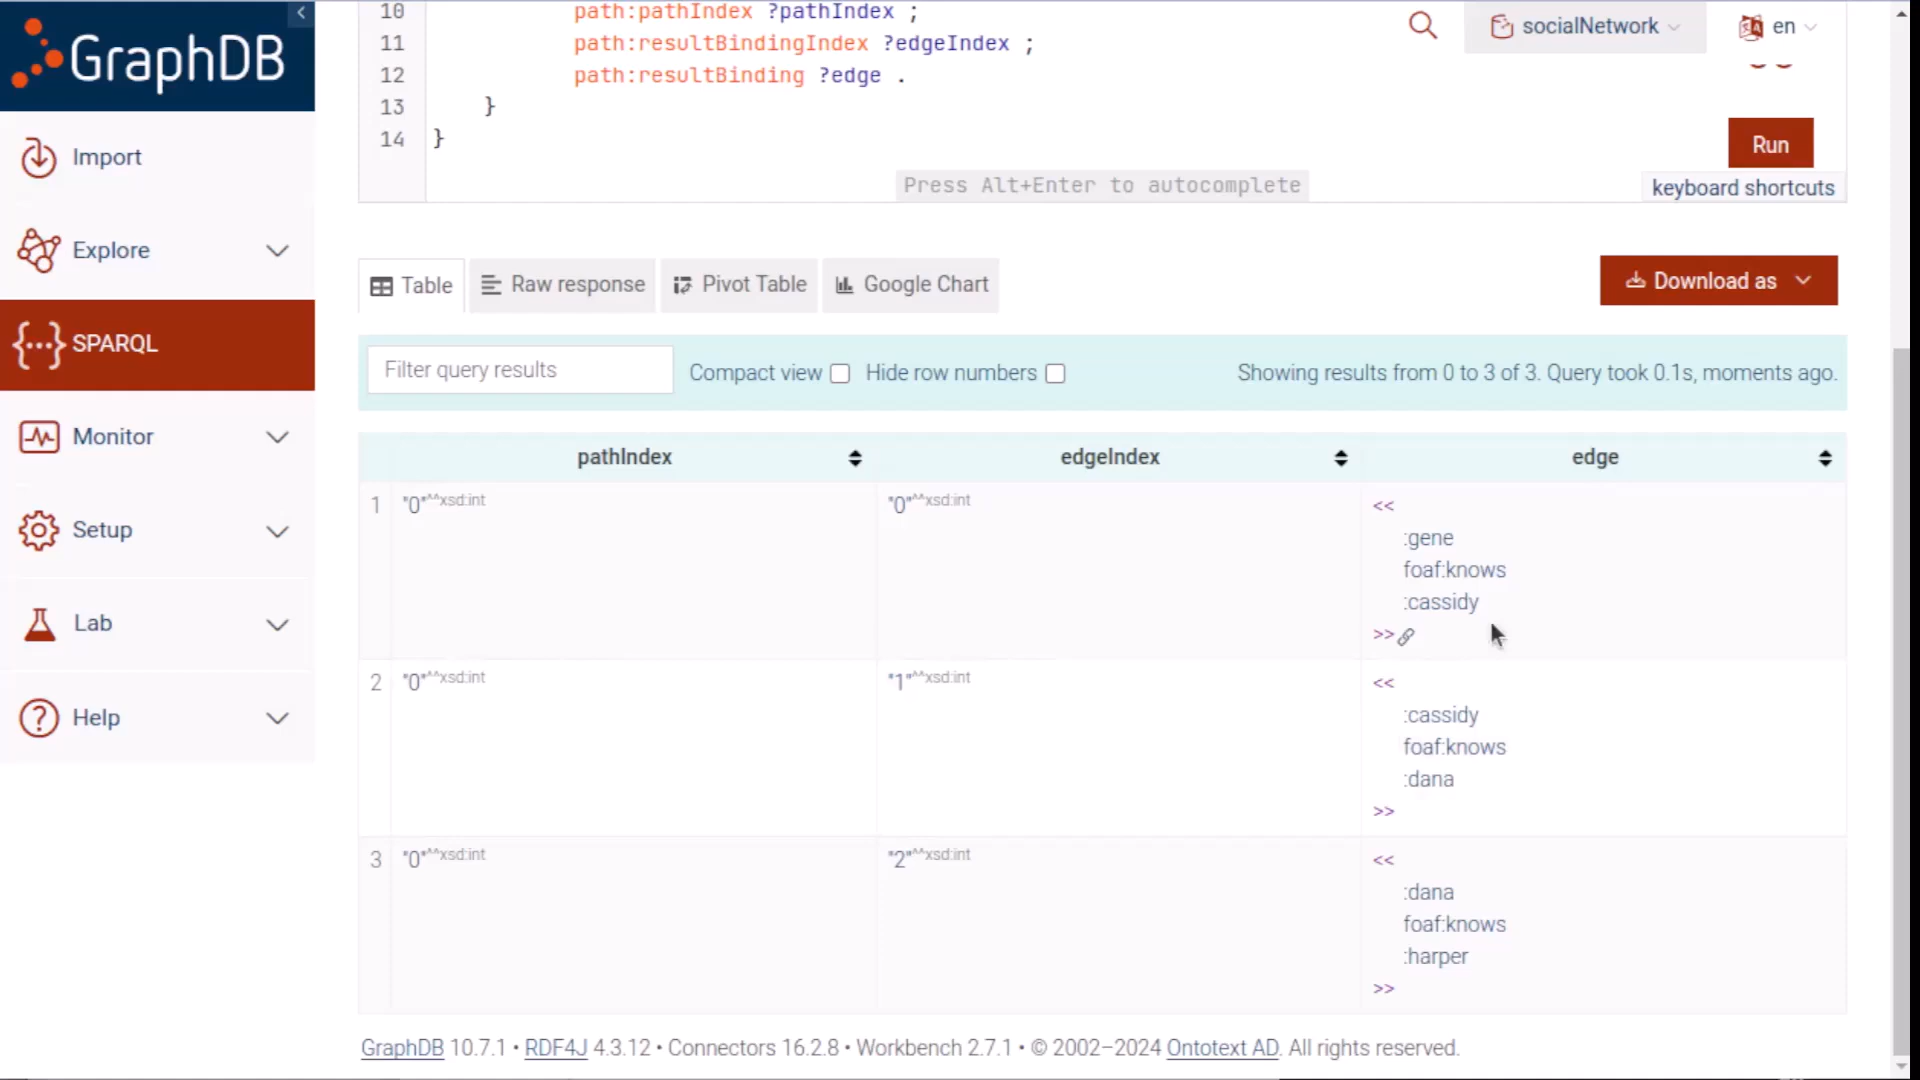 GraphDB
Import
Explore
SPARQL
Monitor
Setup
Lab
Help
10 path:pathIndex ?pathIndex ;
11 path:resultBindingIndex ?edgeIndex ;
12 path:resultBinding ?edge .
13 }
14 }
socialNetwork
en
Run
Press Alt+Enter to autocomplete
keyboard shortcuts
Table Raw response Pivot Table Google Chart
Download as
Filter query results Compact view Hide row numbers Showing results from 0 to 3 of 3. Query took 0.1s, moments ago.
pathIndex edgeIndex edge
1 "0"^^xsd:int "0"^^xsd:int <<
:gene
foaf:knows
:cassidy
>>
2 "0"^^xsd:int "1"^^xsd:int <<
:cassidy
foaf:knows
:dana
>>
3 "0"^^xsd:int "2"^^xsd:int <<
:dana
foaf:knows
:harper
>>
GraphDB 10.7.1 • RDF4J 4.3.12 • Connectors 16.2.8 • Workbench 2.7.1 • © 2002–2024 Ontotext AD. All rights reserved.